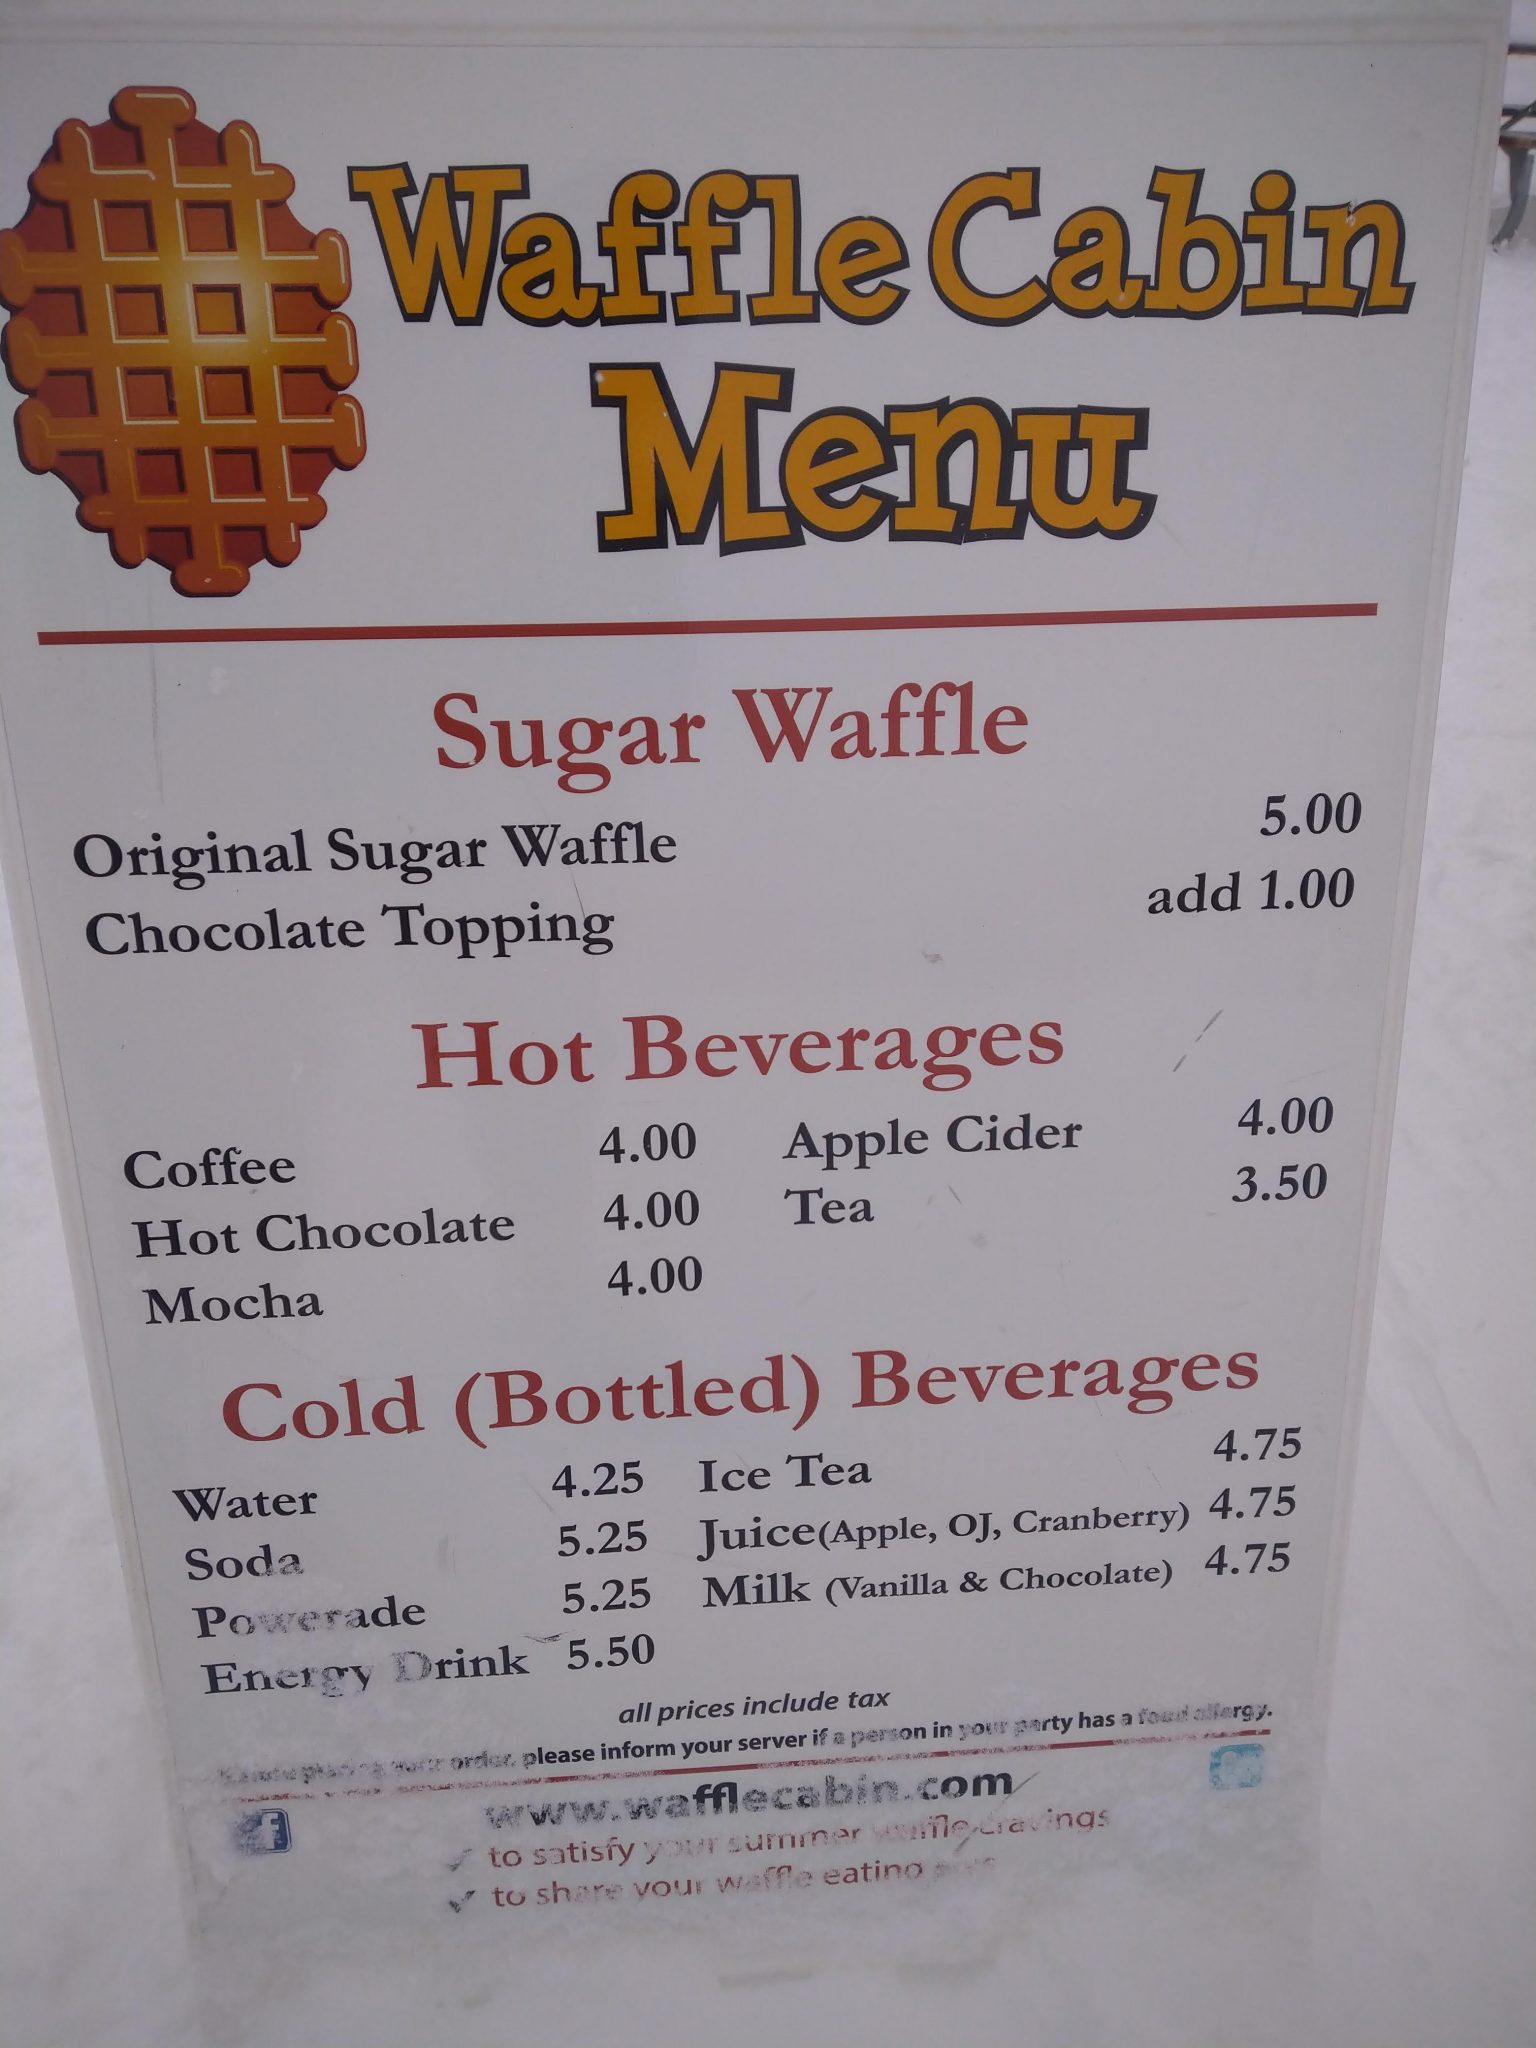 Waffle Cabin
Menu
Sugar Waffle
Original Sugar Waffle 5.00
Chocolate Topping add 1.00
Hot Beverages
Coffee 4.00 Apple Cider 4.00
Hot Chocolate 4.00 Tea 3.50
Mocha 4.00
Cold (Bottled) Beverages
Water 4.25 Ice Tea 4.75
Soda 5.25 Juice(Apple, OJ, Cranberry) 4.75
Powerade 5.25 Milk (Vanilla & Chocolate) 4.75
Energy Drink 5.50
all prices include tax
placing your order, please inform your server if a person in your party has a food allergy.
f
www.wafflecabin.com
to satisfy your summer waffle cravings
to share your waffle eating